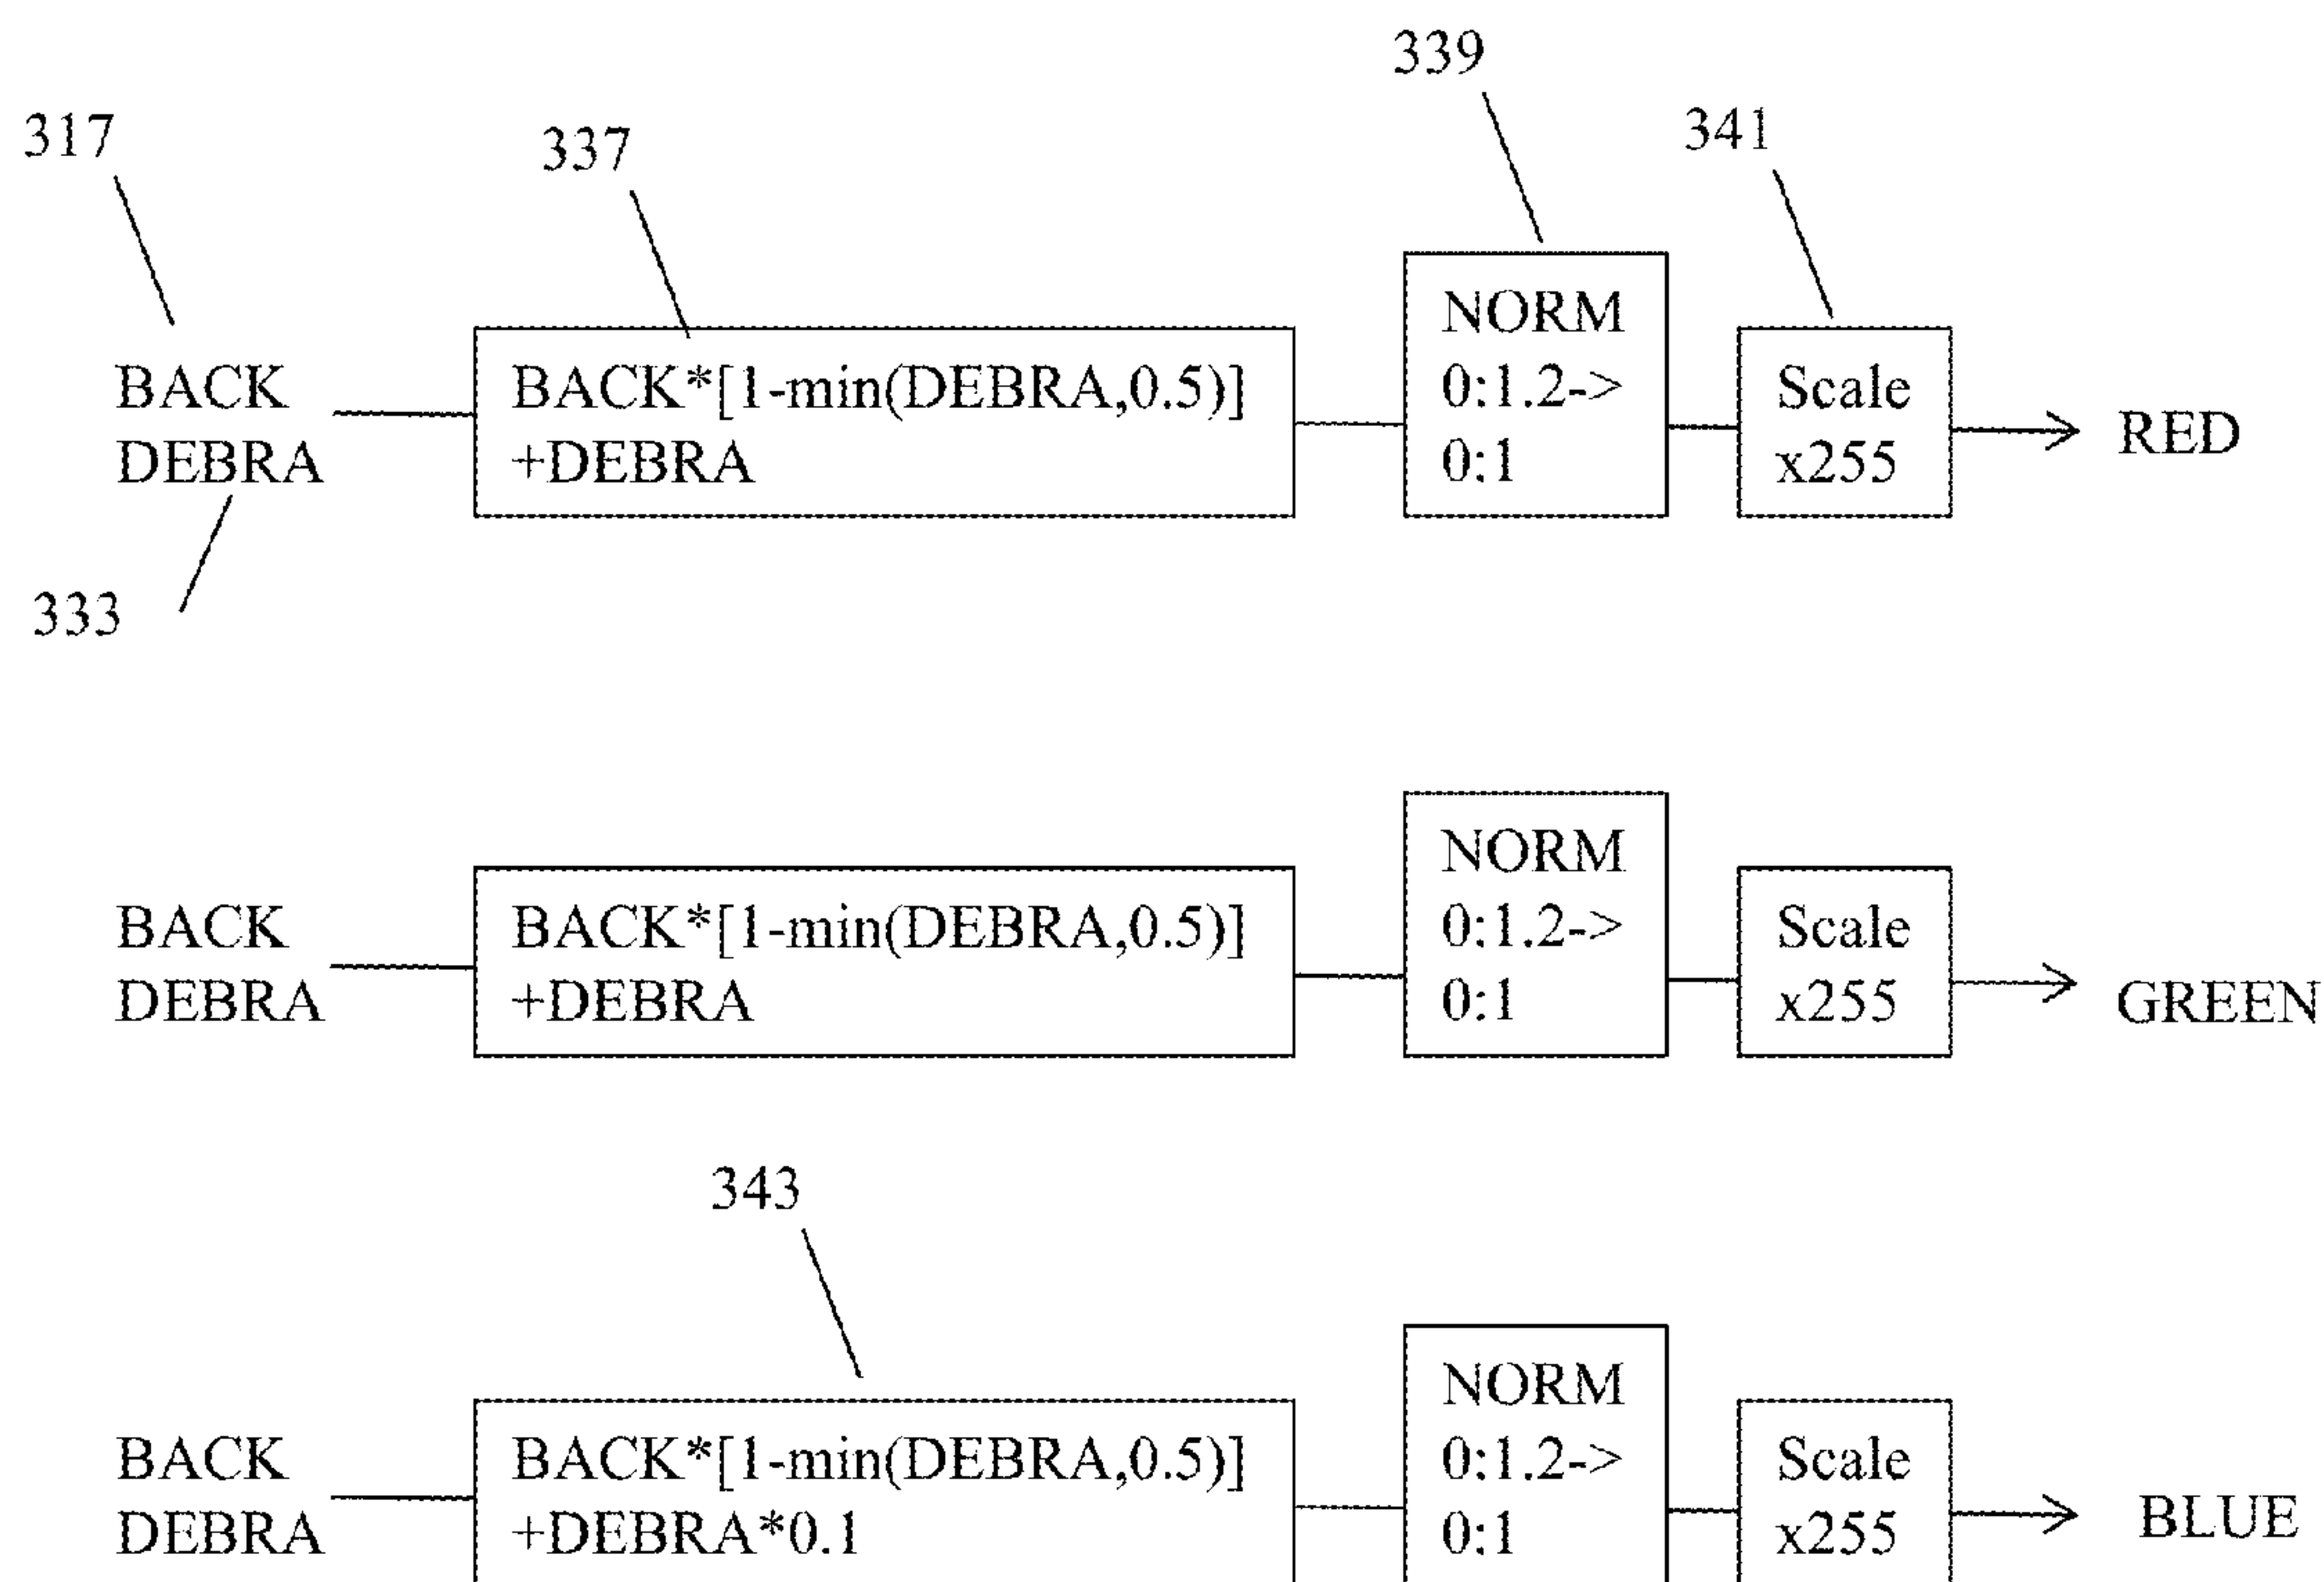 339
317
337
341
BACK
DEBRA
BACK*[1-min(DEBRA,0.5)]
+DEBRA
NORM
0:1.2->
0:1
Scale
x255
RED
333
BACK
DEBRA
BACK*[1-min(DEBRA,0.5)]
+DEBRA
NORM
0:1.2->
0:1
Scale
x255
GREEN
343
BACK
DEBRA
BACK*[1-min(DEBRA,0.5)]
+DEBRA*0.1
NORM
0:1.2->
0:1
Scale
x255
BLUE